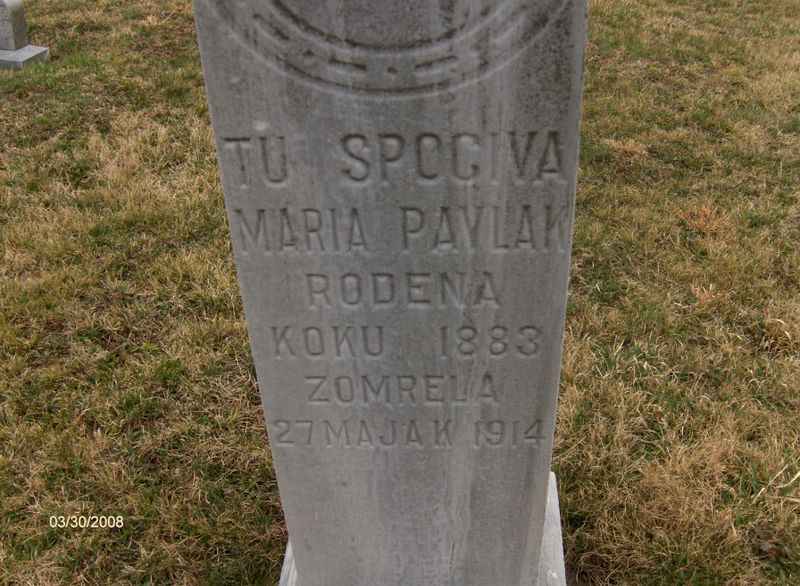 TU SPOCIVA
MARIA PAVLAK
RODENA
KOKU 1883
ZOMRELA
27 MAJA K 1914
03/30/2008